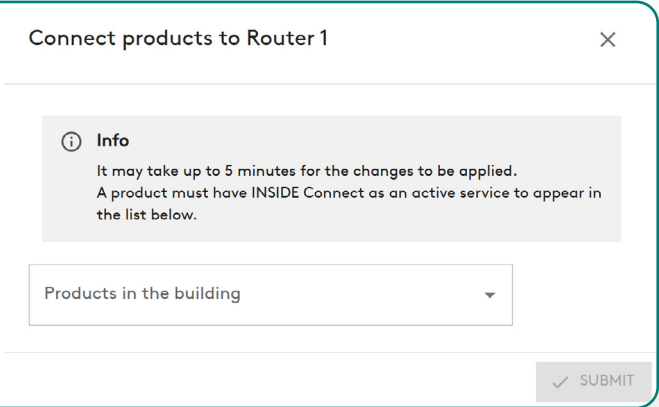 Connect products to Router 1
Info
It may take up to 5 minutes for the changes to be applied.
A product must have INSIDE Connect as an active service to appear in
the list below.
Products in the building
SUBMIT